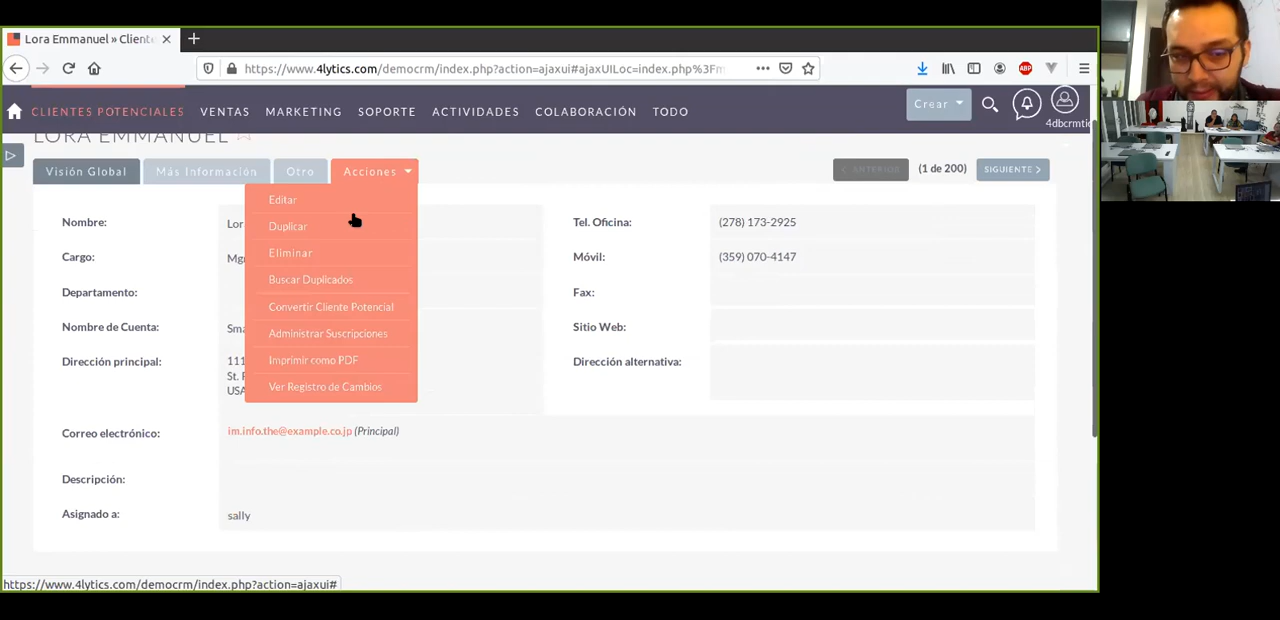 Lora Emmanuel » Cliente
https://www.4lytics.com/democrm/index.php?action=ajaxui#ajaxUILoc=index.php%3Fm
ABP
CLIENTES POTENCIALES VENTAS MARKETING SOPORTE ACTIVIDADES COLABORACIÓN TODO
Crear
4dbcrmtic
LORA EMMANUEL
Visión Global Más Información Otro Acciones
ANTERIOR (1 de 200) SIGUIENTE
Editar
Duplicar
Eliminar
Buscar Duplicados
Convertir Cliente Potencial
Administrar Suscripciones
Imprimir como PDF
Ver Registro de Cambios
Nombre: Lor Tel. Oficina: (278) 173-2925
Cargo: Mgr Móvil: (359) 070-4147
Departamento: Fax:
Nombre de Cuenta: Sma Sitio Web:
Dirección principal: 111 Dirección alternativa:
St. P
USA
Correo electrónico: im.info.the@example.co.jp (Principal)
Descripción:
Asignado a: sally
https://www.4lytics.com/democrm/index.php?action=ajaxui#